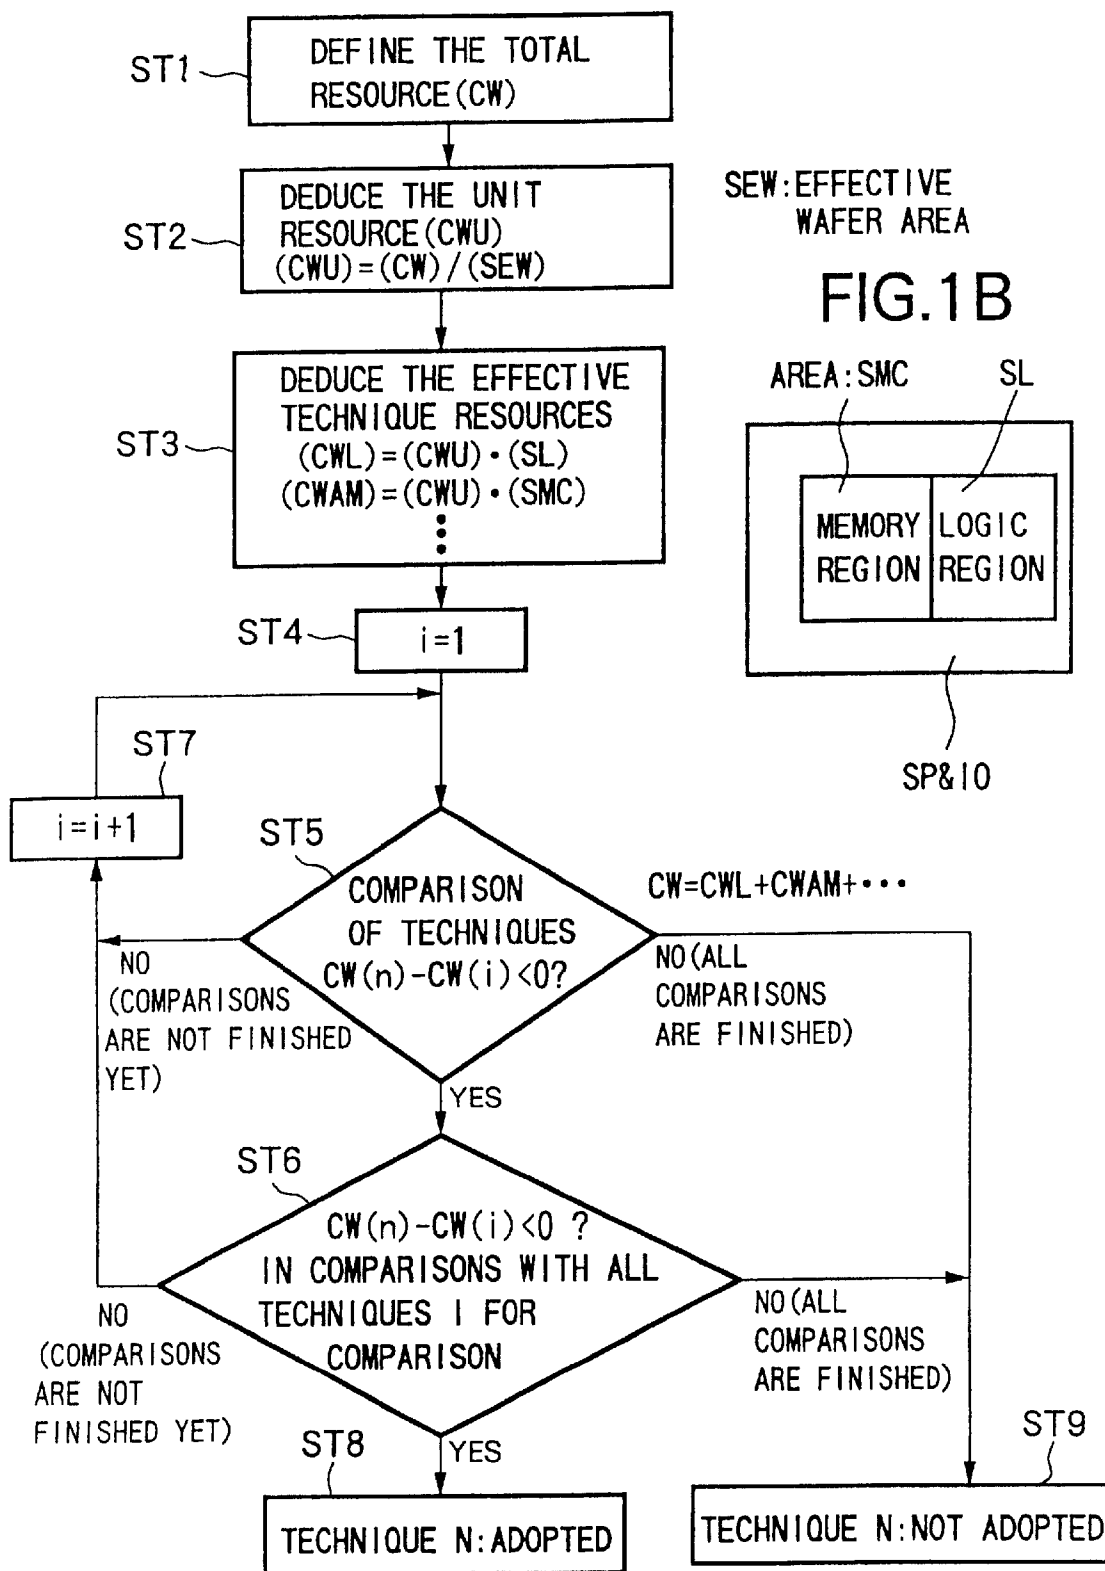 ST1
DEFINE THE TOTAL
RESOURCE(CW)
ST2
DEDUCE THE UNIT
RESOURCE(CWU)
(CWU)=(CW)/(SEW)
SEW:EFFECTIVE
WAFER AREA
FIG.1B
ST3
DEDUCE THE EFFECTIVE
TECHNIQUE RESOURCES
(CWL)=(CWU)•(SL)
(CWAM)=(CWU)•(SMC)
AREA:SMC
SL
MEMORY
REGION
LOGIC
REGION
SP&IO
ST4
i=1
ST7
i=i+1
ST5
COMPARISON
OF TECHNIQUES
CW(n)-CW(i)<0?
CW=CWL+CWAM+•••
NO
(COMPARISONS
ARE NOT FINISHED
YET)
NO(ALL
COMPARISONS
ARE FINISHED)
YES
ST6
CW(n)-CW(i)<0 ?
IN COMPARISONS WITH ALL
TECHNIQUES I FOR
COMPARISON
NO
(COMPARISONS
ARE NOT
FINISHED YET)
NO(ALL
COMPARISONS
ARE FINISHED)
YES
ST8
TECHNIQUE N:ADOPTED
ST9
TECHNIQUE N:NOT ADOPTED